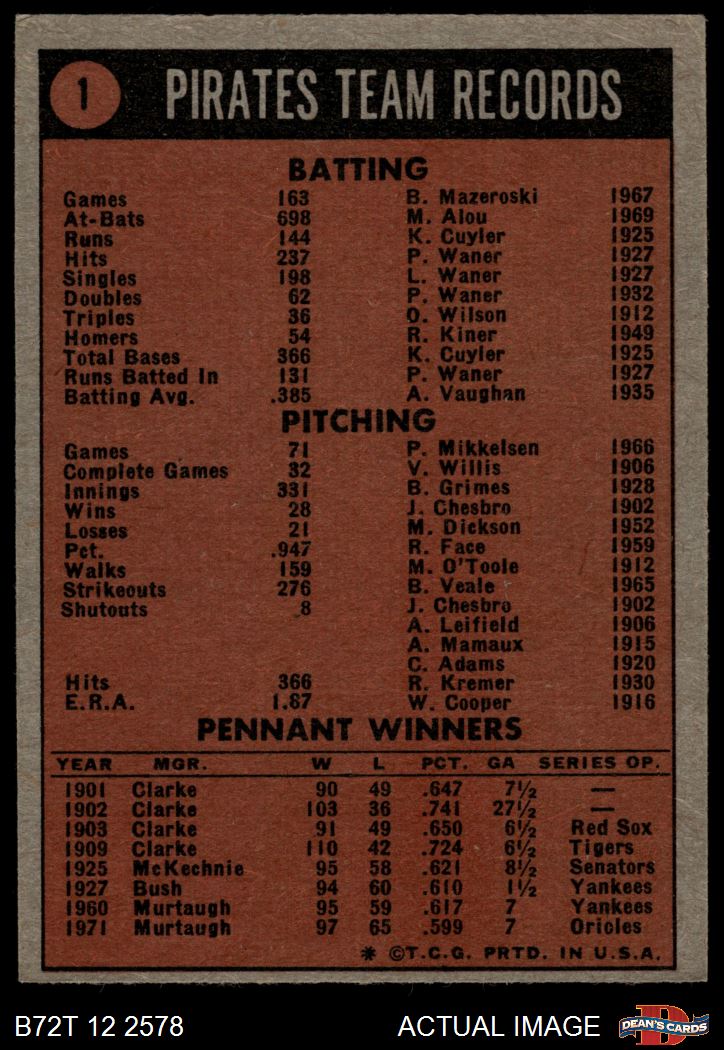 1 PIRATES TEAM RECORDS
BATTING
Games 163 B. Mazeroski 1967
At-Bats 698 M. Alou 1969
Runs 144 K. Cuyler 1925
Hits 237 P. Waner 1927
Singles 198 L. Waner 1927
Doubles 62 P. Waner 1932
Triples 36 O. Wilson 1912
Homers 54 R. Kiner 1949
Total Bases 366 K. Cuyler 1925
Runs Batted In 131 P. Waner 1927
Batting Avg. .385 A. Vaughan 1935
PITCHING
Games 71 P. Mikkelsen 1966
Complete Games 32 V. Willis 1906
Innings 331 B. Grimes 1928
Wins 28 J. Chesbro 1902
Losses 21 M. Dickson 1952
Pct. .947 R. Face 1959
Walks 159 M. O'Toole 1912
Strikeouts 276 B. Veale 1965
Shutouts 8 J. Chesbro 1902
A. Leifield 1906
A. Mamaux 1915
C. Adams 1920
Hits 366 R. Kremer 1930
E.R.A. 1.87 W. Cooper 1916
PENNANT WINNERS
YEAR MGR. W L PCT. GA SERIES OP.
1901 Clarke 90 49 .647 7½ —
1902 Clarke 103 36 .741 27½ —
1903 Clarke 91 49 .650 6½ Red Sox
1909 Clarke 110 42 .724 6½ Tigers
1925 McKechnie 95 58 .621 8½ Senators
1927 Bush 94 60 .610 1½ Yankees
1960 Murtaugh 95 59 .617 7 Yankees
1971 Murtaugh 97 65 .599 7 Orioles
* ©T.C.G. PRTD. IN U.S.A.
B72T 12 2578 ACTUAL IMAGE D DEAN'S CARDS